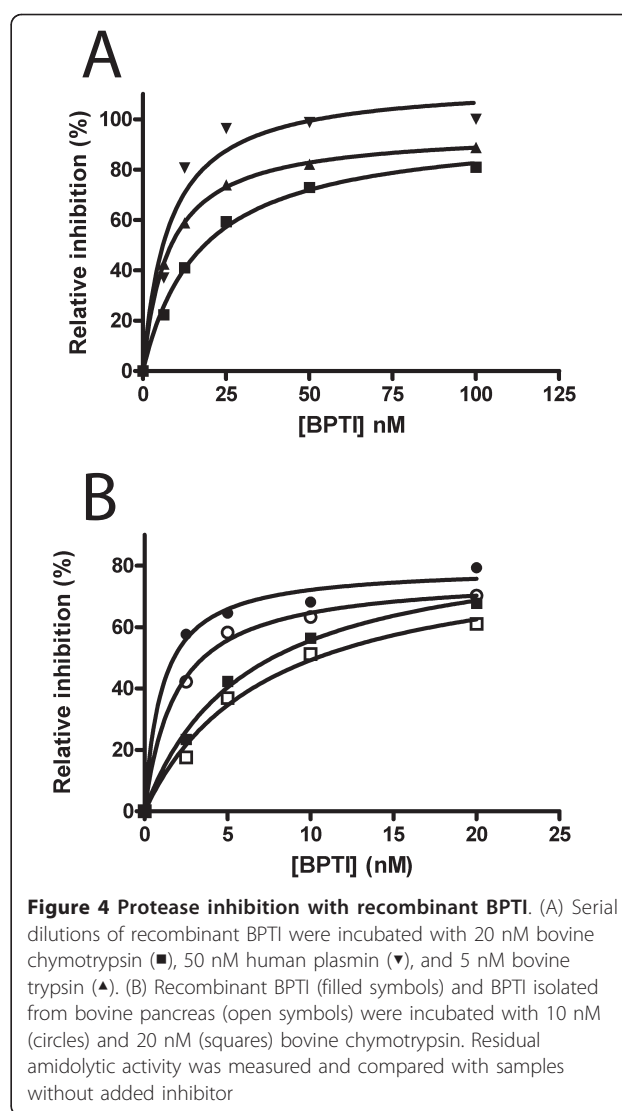 A
Relative inhibition (%)
100
80
60
40
20
0
0 25 50 75 100 125
[BPTI] nM
B
Relative inhibition (%)
80
60
40
20
0
0 5 10 15 20 25
[BPTI] (nM)
Figure 4 Protease inhibition with recombinant BPTI. (A) Serial
dilutions of recombinant BPTI were incubated with 20 nM bovine
chymotrypsin (■), 50 nM human plasmin (▼), and 5 nM bovine
trypsin (▲). (B) Recombinant BPTI (filled symbols) and BPTI isolated
from bovine pancreas (open symbols) were incubated with 10 nM
(circles) and 20 nM (squares) bovine chymotrypsin. Residual
amidolytic activity was measured and compared with samples
without added inhibitor